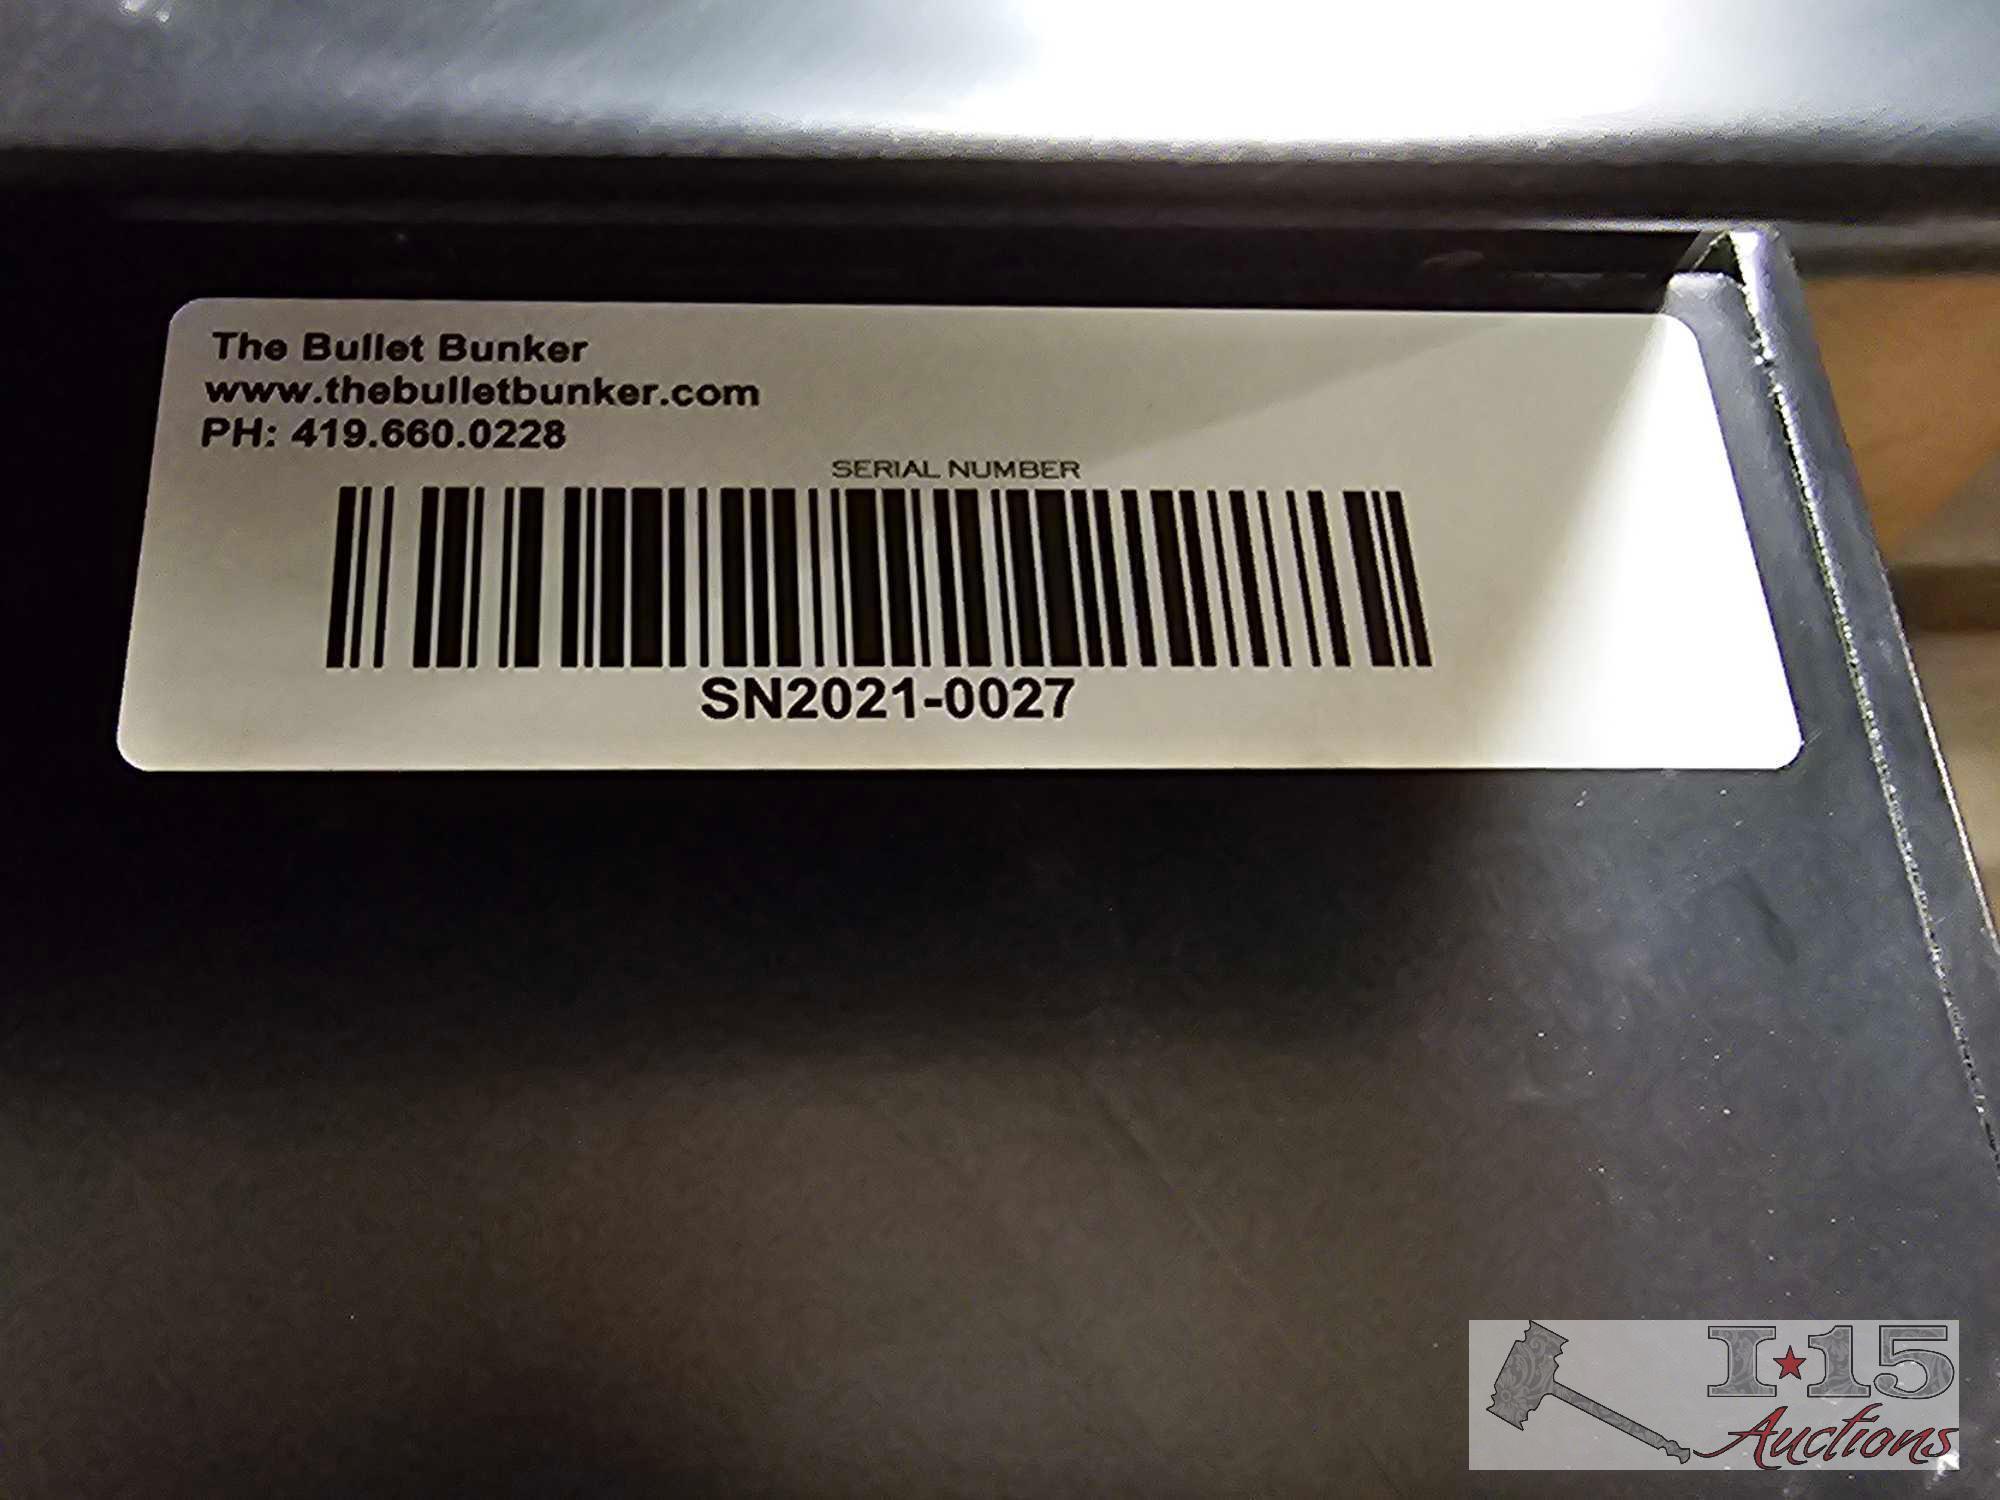 The Bullet Bunker
www.thebulletbunker.com
PH: 419.660.0228
SERIAL NUMBER
SN2021-0027
I★15
Auctions